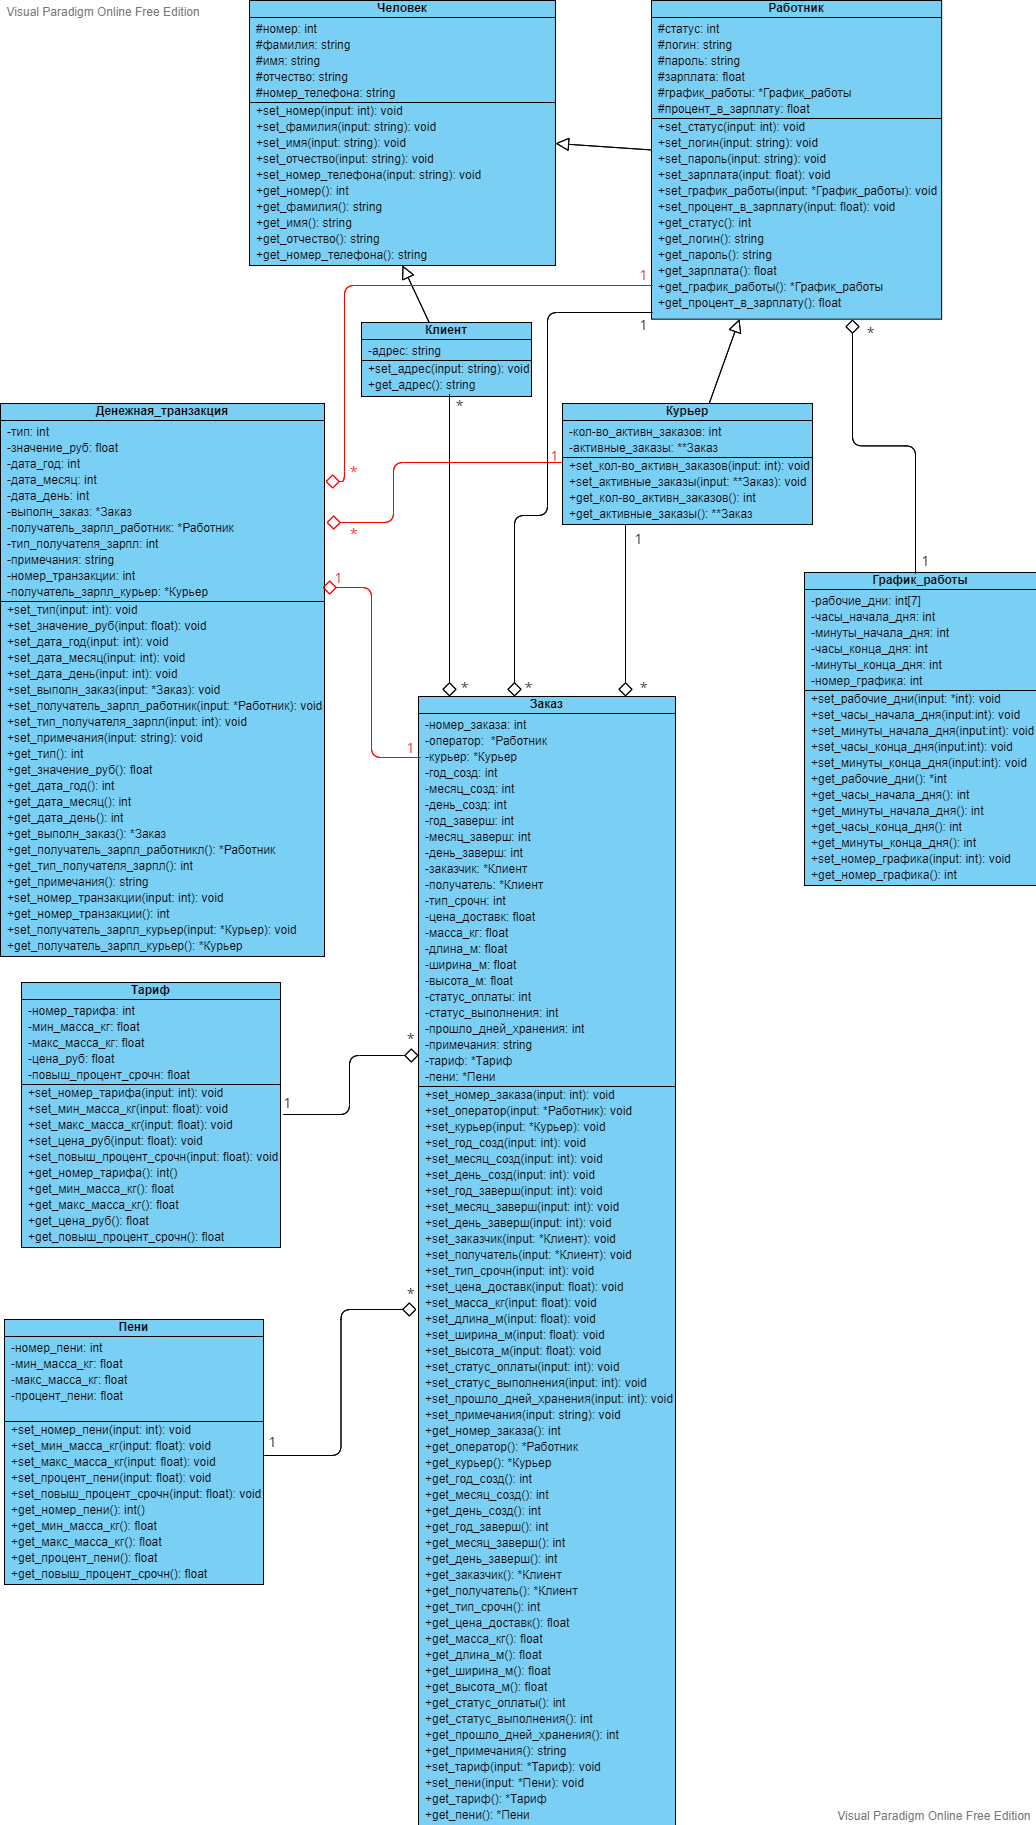 Visual Paradigm Online Free Edition
Человек
#номер: int
#фамилия: string
#имя: string
#отчество: string
#номер_телефона: string
+set_номер(input: int): void
+set_фамилия(input: string): void
+set_имя(input: string): void
+set_отчество(input: string): void
+set_номер_телефона(input: string): void
+get_номер(): int
+get_фамилия(): string
+get_имя(): string
+get_отчество(): string
+get_номер_телефона(): string
Работник
#статус: int
#логин: string
#пароль: string
#зарплата: float
#график_работы: *График_работы
#процент_в_зарплату: float
+set_статус(input: int): void
+set_логин(input: string): void
+set_пароль(input: string): void
+set_зарплата(input: float): void
+set_график_работы(input: *График_работы): void
+set_процент_в_зарплату(input: float): void
+get_статус(): int
+get_логин(): string
+get_пароль(): string
+get_зарплата(): float
+get_график_работы(): *График_работы
+get_процент_в_зарплату(): float
1
1
*
Клиент
-адрес: string
+set_адрес(input: string): void
+get_адрес(): string
*
Курьер
-кол-во_активн_заказов: int
-активные_заказы: **Заказ
+set_кол-во_активн_заказов(input: int): void
+set_активные_заказы(input: **Заказ): void
+get_кол-во_активн_заказов(): int
+get_активные_заказы(): **Заказ
1
1
Денежная_транзакция
-тип: int
-значение_руб: float
-дата_год: int
-дата_месяц: int
-дата_день: int
-выполн_заказ: *Заказ
-получатель_зарпл_работник: *Работник
-тип_получателя_зарпл: int
-примечания: string
-номер_транзакции: int
-получатель_зарпл_курьер: *Курьер
+set_тип(input: int): void
+set_значение_руб(input: float): void
+set_дата_год(input: int): void
+set_дата_месяц(input: int): void
+set_дата_день(input: int): void
+set_выполн_заказ(input: *Заказ): void
+set_получатель_зарпл_работник(input: *Работник): void
+set_тип_получателя_зарпл(input: int): void
+set_примечания(input: string): void
+get_тип(): int
+get_значение_руб(): float
+get_дата_год(): int
+get_дата_месяц(): int
+get_дата_день(): int
+get_выполн_заказ(): *Заказ
+get_получатель_зарпл_работникл(): *Работник
+get_тип_получателя_зарпл(): int
+get_примечания(): string
+set_номер_транзакции(input: int): void
+get_номер_транзакции(): int
+set_получатель_зарпл_курьер(input: *Курьер): void
+get_получатель_зарпл_курьер(): *Курьер
*
*
1
1
График_работы
-рабочие_дни: int[7]
-часы_начала_дня: int
-минуты_начала_дня: int
-часы_конца_дня: int
-минуты_конца_дня: int
-номер_графика: int
+set_рабочие_дни(input: *int): void
+set_часы_начала_дня(input:int): void
+set_минуты_начала_дня(input:int): void
+set_часы_конца_дня(input:int): void
+set_минуты_конца_дня(input:int): void
+get_рабочие_дни(): *int
+get_часы_начала_дня(): int
+get_минуты_начала_дня(): int
+get_часы_конца_дня(): int
+get_минуты_конца_дня(): int
+set_номер_графика(input: int): void
+get_номер_графика(): int
*
*
*
1
Заказ
-номер_заказа: int
-оператор: *Работник
-курьер: *Курьер
-год_созд: int
-месяц_созд: int
-день_созд: int
-год_заверш: int
-месяц_заверш: int
-день_заверш: int
-заказчик: *Клиент
-получатель: *Клиент
-тип_срочн: int
-цена_доставк: float
-масса_кг: float
-длина_м: float
-ширина_м: float
-высота_м: float
-статус_оплаты: int
-статус_выполнения: int
-прошло_дней_хранения: int
-примечания: string
-тариф: *Тариф
-пени: *Пени
+set_номер_заказа(input: int): void
+set_оператор(input: *Работник): void
+set_курьер(input: *Курьер): void
+set_год_созд(input: int): void
+set_месяц_созд(input: int): void
+set_день_созд(input: int): void
+set_год_заверш(input: int): void
+set_месяц_заверш(input: int): void
+set_день_заверш(input: int): void
+set_заказчик(input: *Клиент): void
+set_получатель(input: *Клиент): void
+set_тип_срочн(input: int): void
+set_цена_доставк(input: float): void
+set_масса_кг(input: float): void
+set_длина_м(input: float): void
+set_ширина_м(input: float): void
+set_высота_м(input: float): void
+set_статус_оплаты(input: int): void
+set_статус_выполнения(input: int): void
+set_прошло_дней_хранения(input: int): void
+set_примечания(input: string): void
+get_номер_заказа(): int
+get_оператор(): *Работник
+get_курьер(): *Курьер
+get_год_созд(): int
+get_месяц_созд(): int
+get_день_созд(): int
+get_год_заверш(): int
+get_месяц_заверш(): int
+get_день_заверш(): int
+get_заказчик(): *Клиент
+get_получатель(): *Клиент
+get_тип_срочн(): int
+get_цена_доставк(): float
+get_масса_кг(): float
+get_длина_м(): float
+get_ширина_м(): float
+get_высота_м(): float
+get_статус_оплаты(): int
+get_статус_выполнения(): int
+get_прошло_дней_хранения(): int
+get_примечания(): string
+set_тариф(input: *Тариф): void
+set_пени(input: *Пени): void
+get_тариф(): *Тариф
+get_пени(): *Пени
Тариф
-номер_тарифа: int
-мин_масса_кг: float
-макс_масса_кг: float
-цена_руб: float
-повыш_процент_срочн: float
+set_номер_тарифа(input: int): void
+set_мин_масса_кг(input: float): void
+set_макс_масса_кг(input: float): void
+set_цена_руб(input: float): void
+set_повыш_процент_срочн(input: float): void
+get_номер_тарифа(): int()
+get_мин_масса_кг(): float
+get_макс_масса_кг(): float
+get_цена_руб(): float
+get_повыш_процент_срочн(): float
*
1
Пени
-номер_пени: int
-мин_масса_кг: float
-макс_масса_кг: float
-процент_пени: float
+set_номер_пени(input: int): void
+set_мин_масса_кг(input: float): void
+set_макс_масса_кг(input: float): void
+set_процент_пени(input: float): void
+set_повыш_процент_срочн(input: float): void
+get_номер_пени(): int()
+get_мин_масса_кг(): float
+get_макс_масса_кг(): float
+get_процент_пени(): float
+get_повыш_процент_срочн(): float
*
1
Visual Paradigm Online Free Edition